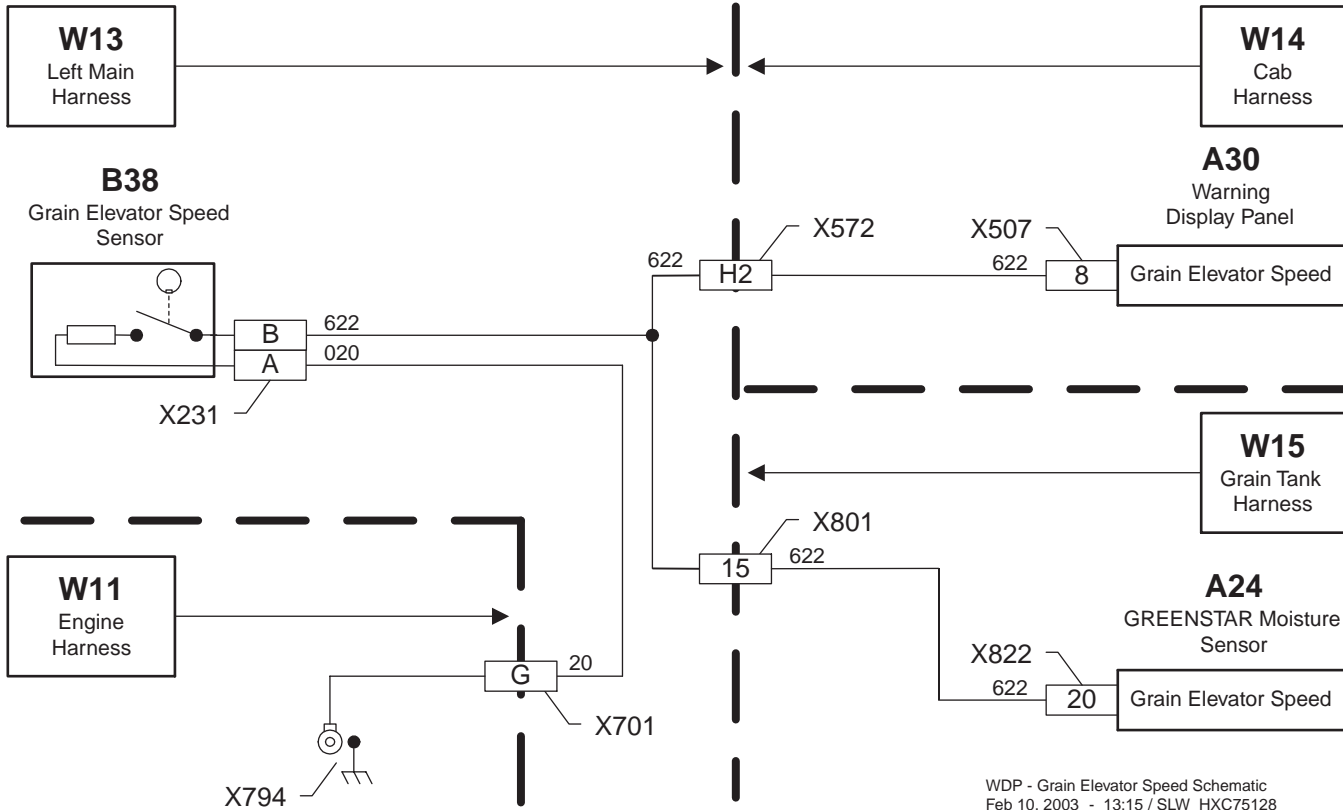 W13
Left Main
Harness
W14
Cab
Harness
B38
Grain Elevator Speed
Sensor
A30
Warning
Display Panel
X572
X507
622
H2
622
8
Grain Elevator Speed
B
622
A
020
X231
W15
Grain Tank
Harness
X801
15
622
W11
Engine
Harness
A24
GREENSTAR Moisture
Sensor
X822
G
20
622
20
Grain Elevator Speed
X701
X794
WDP - Grain Elevator Speed Schematic
Feb 10, 2003 - 13:15 / SLW HXC75128